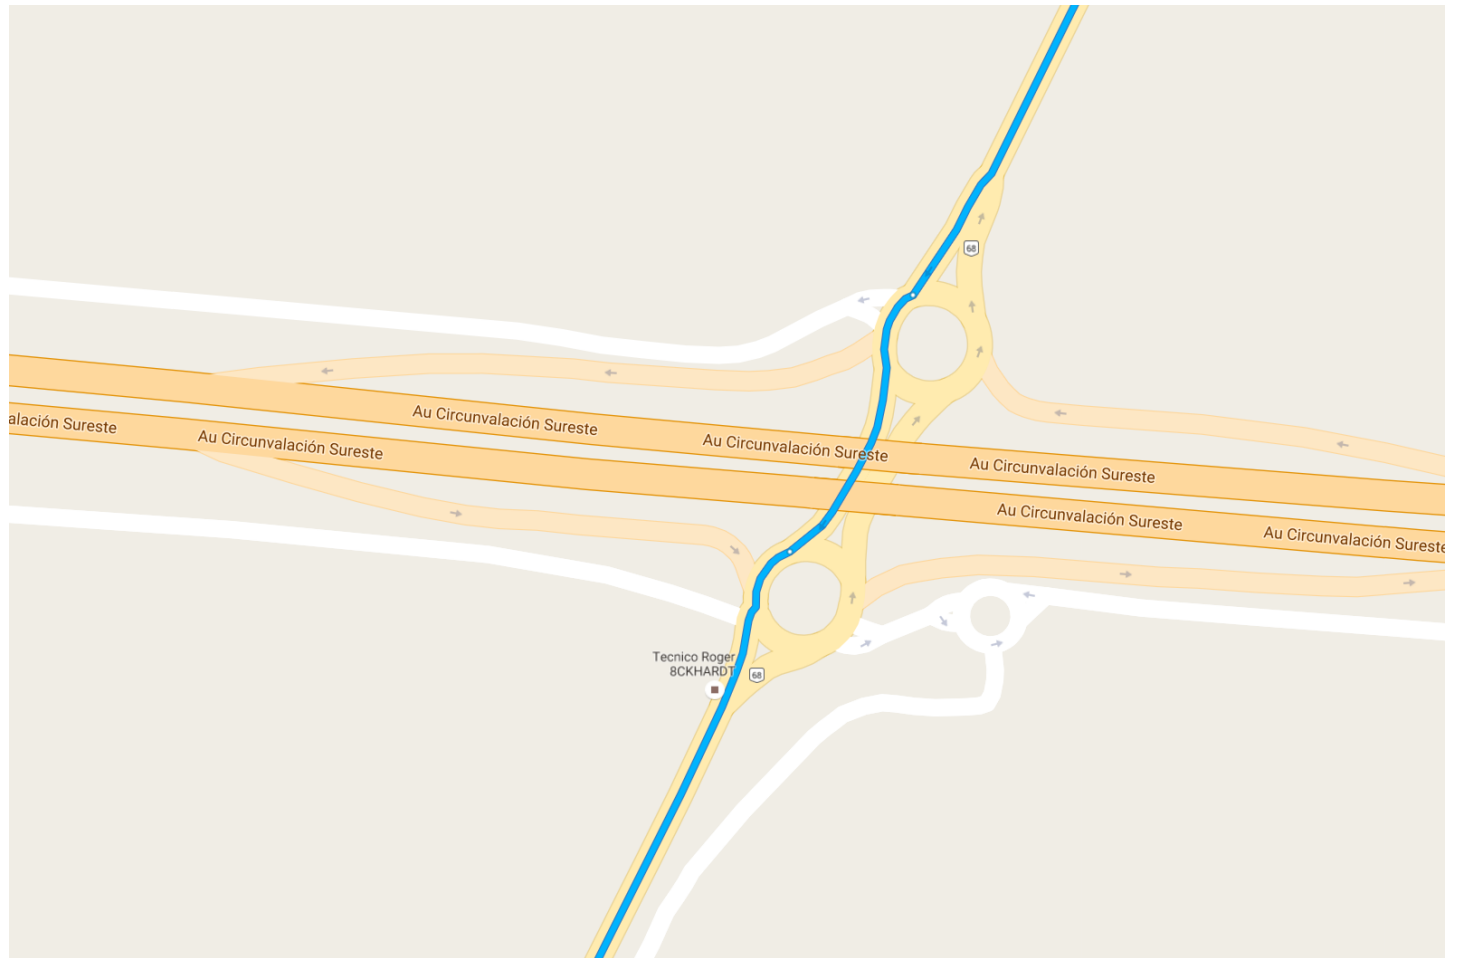 68
Au Circunvalación Sureste
alación Sureste
Au Circunvalación Sureste
Au Circunvalación Sureste
Au Circunvalación Sureste
Au Circunvalación Sureste
Au Circunvalación Sureste
Tecnico Roger
8CKHARDT
68